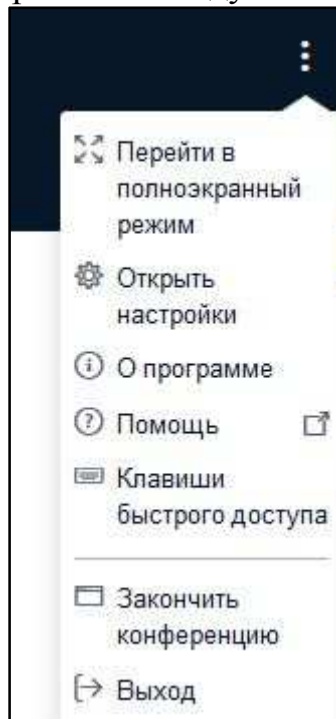 Перейти в
полноэкранный
режим
Открыть
настройки
О программе
Помощь
Клавиши
быстрого доступа
Закончить
конференцию
Выход